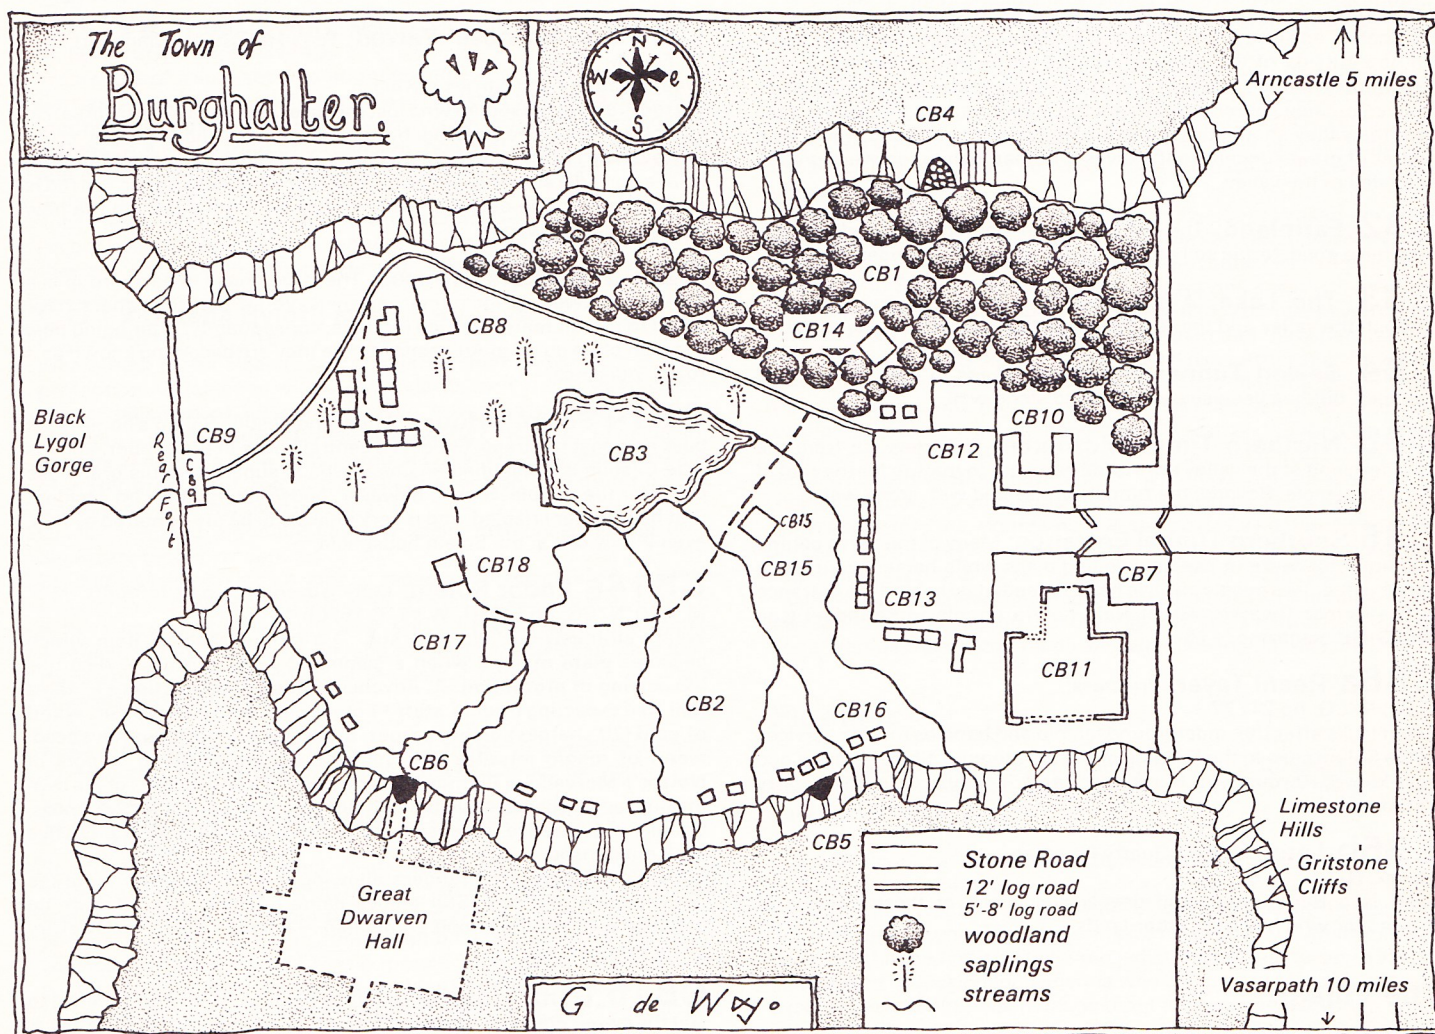 The Town of
Burghalter.
N
W
e
S
Arncastle 5 miles
CB4
CB1
CB14
CB8
Black
Lygol
Gorge
CB9
CB9
Rear Fort
CB3
CB10
CB12
CB15
CB15
CB18
CB7
CB13
CB17
CB11
CB2
CB16
CB6
CB5
Limestone
Hills
Gritstone
Cliffs
Great
Dwarven
Hall
Stone Road
12' log road
5'-8' log road
woodland
saplings
streams
Vasarpath 10 miles
G de W